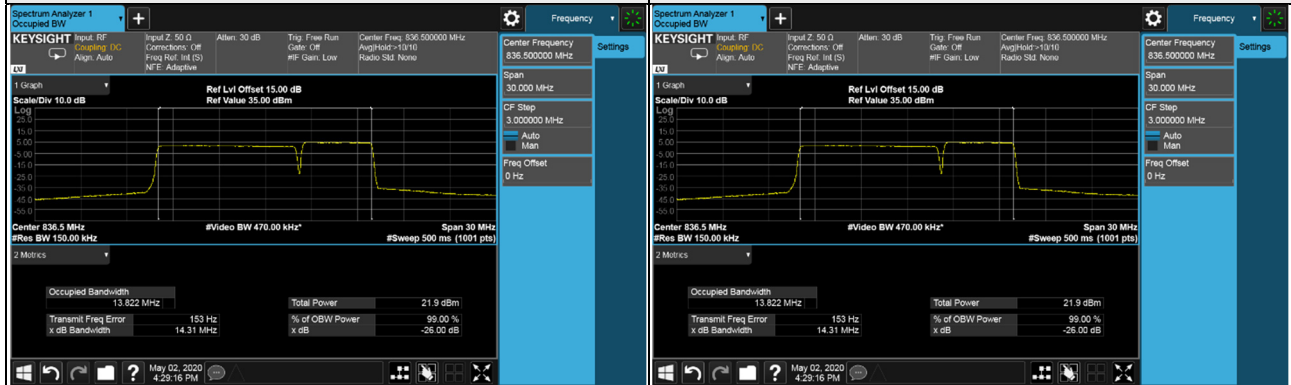 Spectrum Analyzer 1
Occupied BW
+
Frequency
KEYSIGHT
Input: RF
Coupling: DC
Align: Auto
Input Z: 50 Ω
Corrections: Off
Freq Ref: Int (S)
NFE: Adaptive
Atten: 30 dB
Trig: Free Run
Gate: Off
#IF Gain: Low
Center Freq: 836.500000 MHz
Avg|Hold:>10/10
Radio Std: None
LXI
Center Frequency
836.500000 MHz
Settings
Span
30.000 MHz
CF Step
3.000000 MHz
Auto
Man
Freq Offset
0 Hz
1 Graph
Scale/Div 10.0 dB
Ref Lvl Offset 15.00 dB
Ref Value 35.00 dBm
Log
25.0
15.0
5.00
-5.00
-15.0
-25.0
-35.0
-45.0
-55.0
Center 836.5 MHz
#Res BW 150.00 kHz
#Video BW 470.00 kHz*
Span 30 MHz
#Sweep 500 ms (1001 pts)
2 Metrics
Occupied Bandwidth
13.822 MHz
Total Power 21.9 dBm
Transmit Freq Error 153 Hz
% of OBW Power 99.00 %
x dB Bandwidth 14.31 MHz
x dB -26.00 dB
?
May 02, 2020
4:29:16 PM
Spectrum Analyzer 1
Occupied BW
+
Frequency
KEYSIGHT
Input: RF
Coupling: DC
Align: Auto
Input Z: 50 Ω
Corrections: Off
Freq Ref: Int (S)
NFE: Adaptive
Atten: 30 dB
Trig: Free Run
Gate: Off
#IF Gain: Low
Center Freq: 836.500000 MHz
Avg|Hold:>10/10
Radio Std: None
LXI
Center Frequency
836.500000 MHz
Settings
Span
30.000 MHz
CF Step
3.000000 MHz
Auto
Man
Freq Offset
0 Hz
1 Graph
Scale/Div 10.0 dB
Ref Lvl Offset 15.00 dB
Ref Value 35.00 dBm
Log
25.0
15.0
5.00
-5.00
-15.0
-25.0
-35.0
-45.0
-55.0
Center 836.5 MHz
#Res BW 150.00 kHz
#Video BW 470.00 kHz*
Span 30 MHz
#Sweep 500 ms (1001 pts)
2 Metrics
Occupied Bandwidth
13.822 MHz
Total Power 21.9 dBm
Transmit Freq Error 153 Hz
% of OBW Power 99.00 %
x dB Bandwidth 14.31 MHz
x dB -26.00 dB
?
May 02, 2020
4:29:16 PM